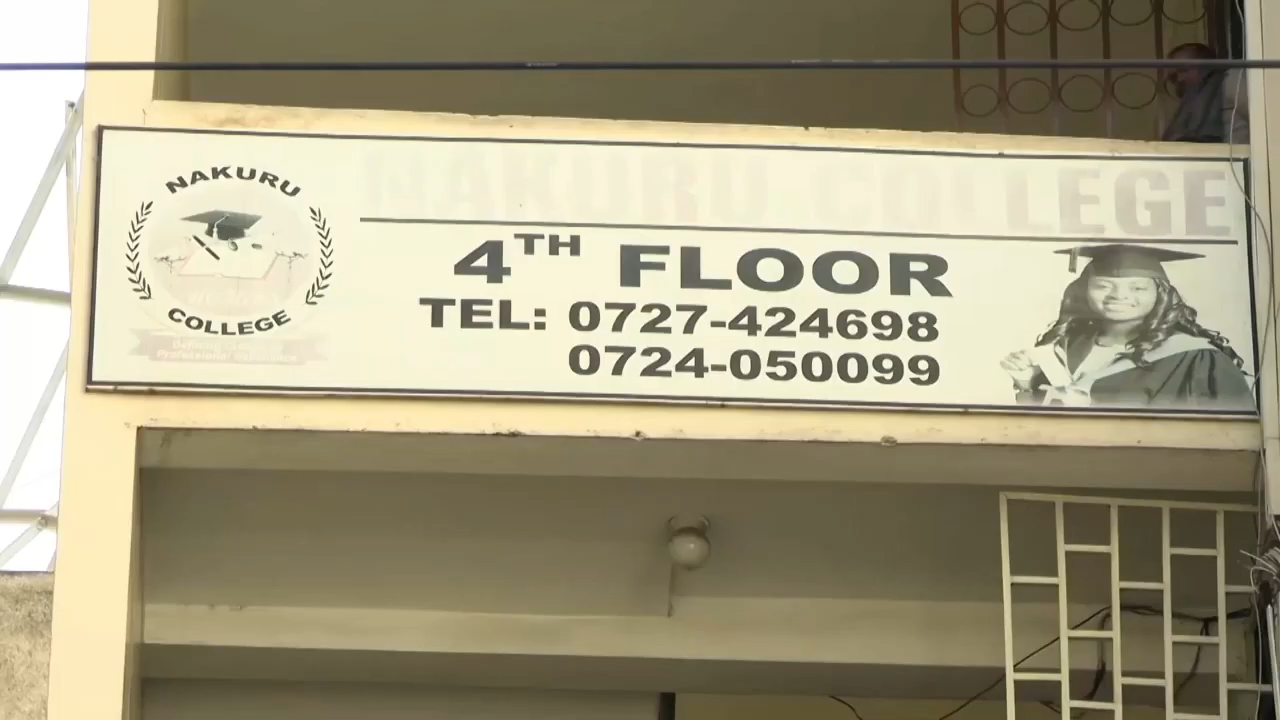 NAKURU
COLLEGE
NAKURU COLLEGE
4TH FLOOR
TEL: 0727-424698
0724-050099